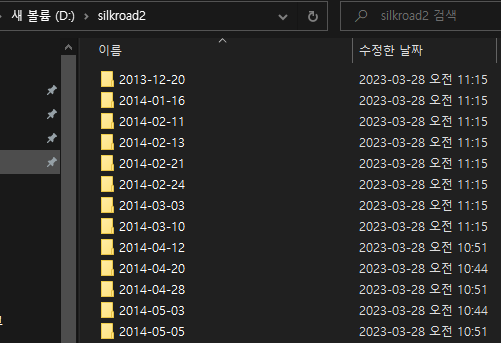 새 볼륨 (D:) › silkroad2
silkroad2 검색
이름 수정한 날짜
2013-12-20 2023-03-28 오전 11:15
2014-01-16 2023-03-28 오전 11:15
2014-02-11 2023-03-28 오전 11:15
2014-02-13 2023-03-28 오전 11:15
2014-02-21 2023-03-28 오전 11:15
2014-02-24 2023-03-28 오전 11:15
2014-03-03 2023-03-28 오전 11:15
2014-03-10 2023-03-28 오전 11:15
2014-04-12 2023-03-28 오전 10:51
2014-04-20 2023-03-28 오전 10:44
2014-04-28 2023-03-28 오전 10:51
2014-05-03 2023-03-28 오전 10:44
2014-05-05 2023-03-28 오전 10:51